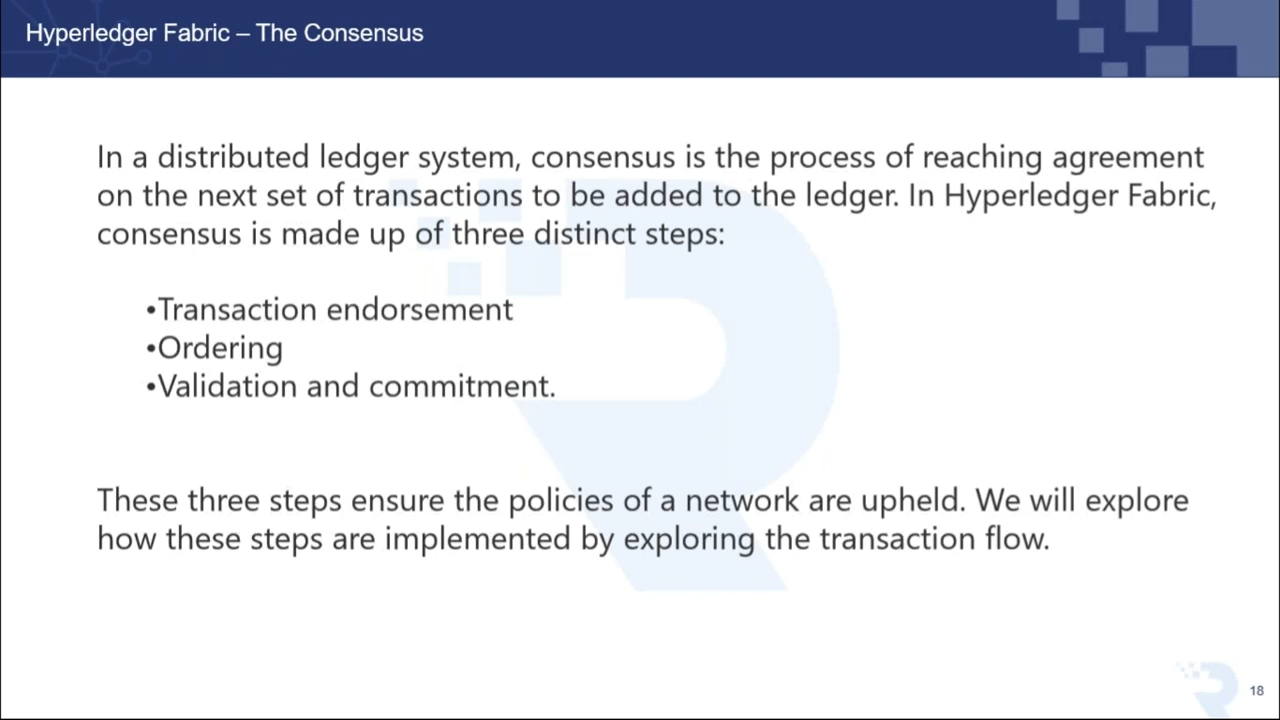 Hyperledger Fabric – The Consensus
In a distributed ledger system, consensus is the process of reaching agreement
on the next set of transactions to be added to the ledger. In Hyperledger Fabric,
consensus is made up of three distinct steps:
•Transaction endorsement
•Ordering
•Validation and commitment.
These three steps ensure the policies of a network are upheld. We will explore
how these steps are implemented by exploring the transaction flow.
18